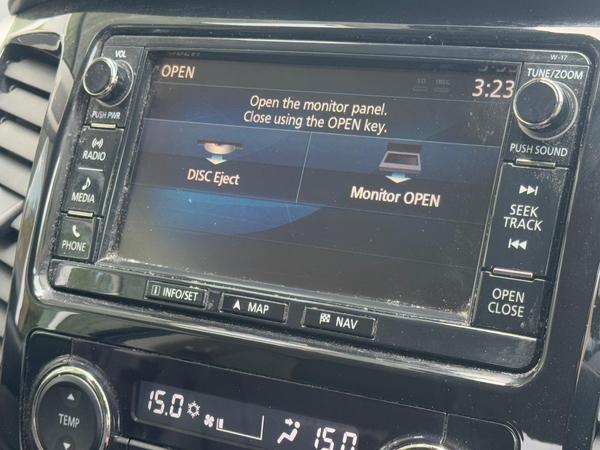 W-17
VOL
PUSH PWR
RADIO
MEDIA
PHONE
OPEN
3:23
Open the monitor panel.
Close using the OPEN key.
DISC Eject
Monitor OPEN
TUNE/ZOOM
PUSH SOUND
SEEK
TRACK
OPEN
CLOSE
INFO/SET
MAP
NAV
TEMP
15.0
15.0